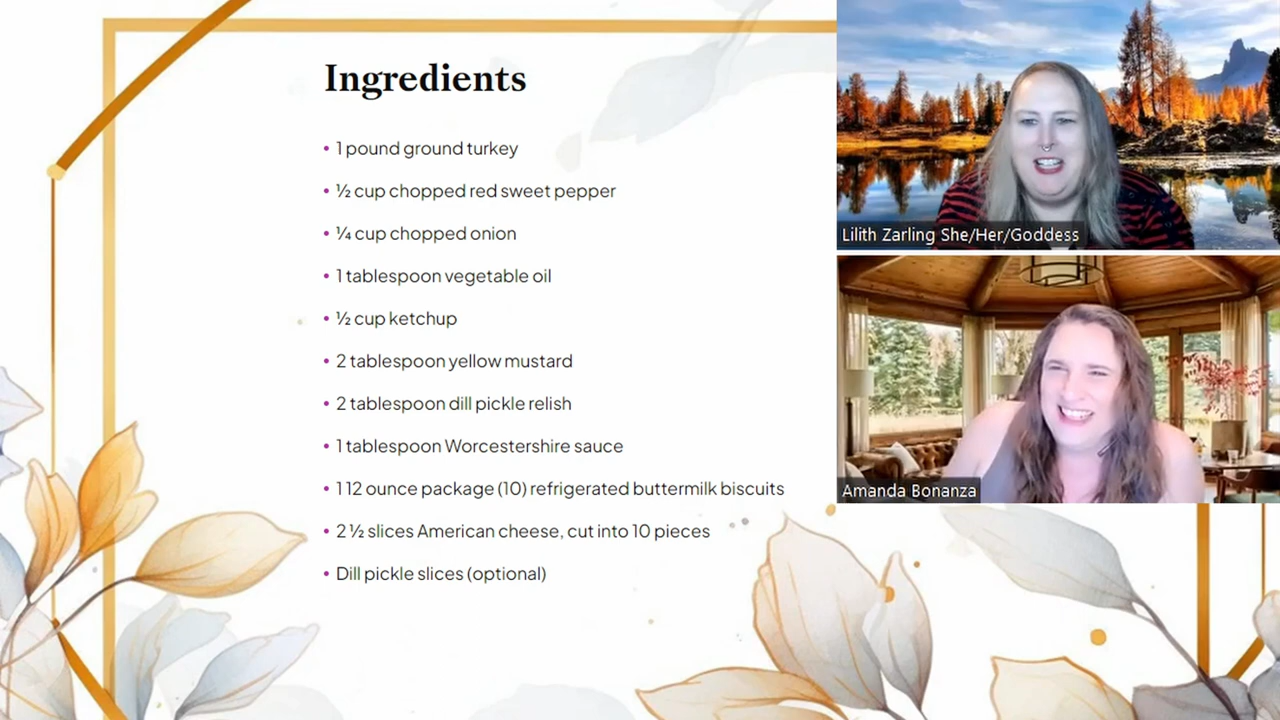 Ingredients
• 1 pound ground turkey
• ½ cup chopped red sweet pepper
• ¼ cup chopped onion
• 1 tablespoon vegetable oil
• ½ cup ketchup
• 2 tablespoon yellow mustard
• 2 tablespoon dill pickle relish
• 1 tablespoon Worcestershire sauce
• 1 12 ounce package (10) refrigerated buttermilk biscuits
• 2 ½ slices American cheese, cut into 10 pieces
• Dill pickle slices (optional)
Lilith Zarling She/Her/Goddess
Amanda Bonanza